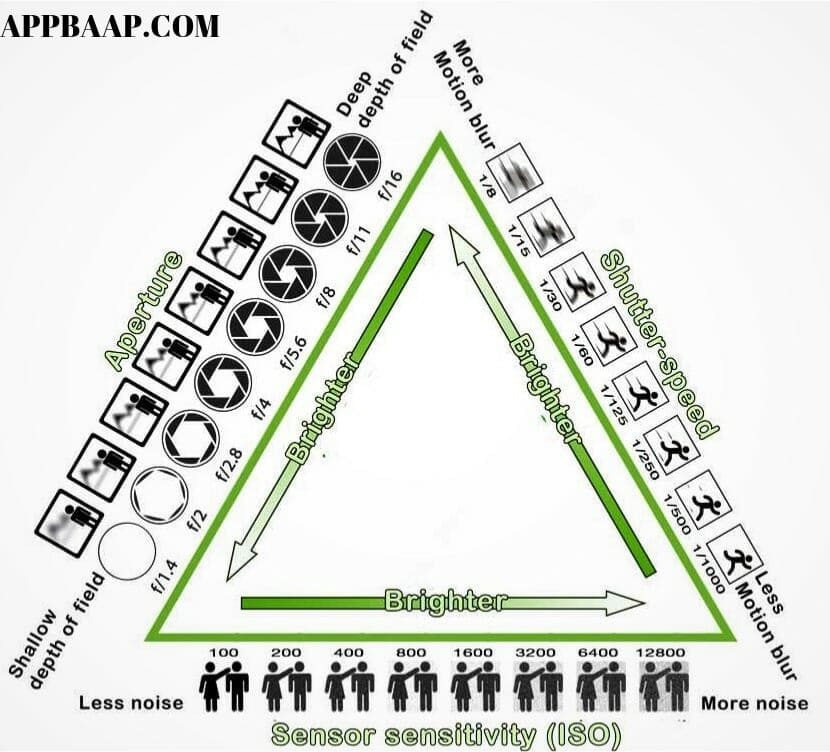 APPBAAP.COM
Deep
depth of field
More
Motion blur
Aperture
f/16
f/11
f/8
f/5.6
f/4
f/2.8
f/2
f/1.4
Shallow
depth of field
Shutter-speed
1/8
1/15
1/30
1/60
1/125
1/250
1/500
1/1000
Less
Motion blur
Brighter
Brighter
Brighter
100 200 400 800 1600 3200 6400 12800
Less noise
More noise
Sensor sensitivity (ISO)